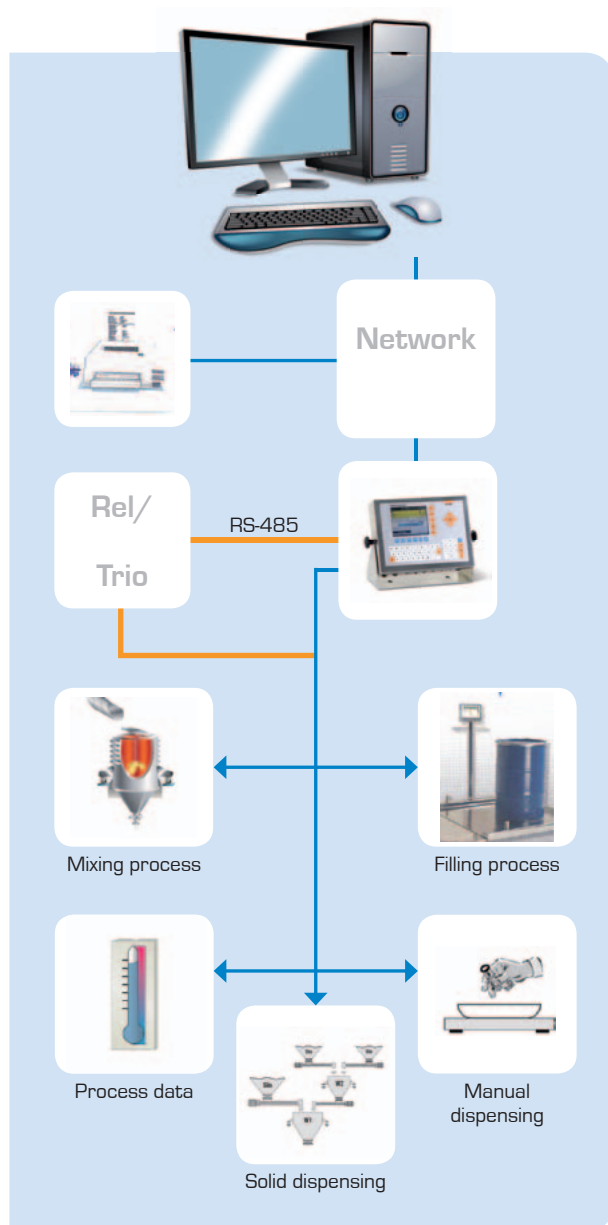 Network
Rel/
Trio
RS-485
Mixing process
Filling process
Process data
Manual
dispensing
Solid dispensing